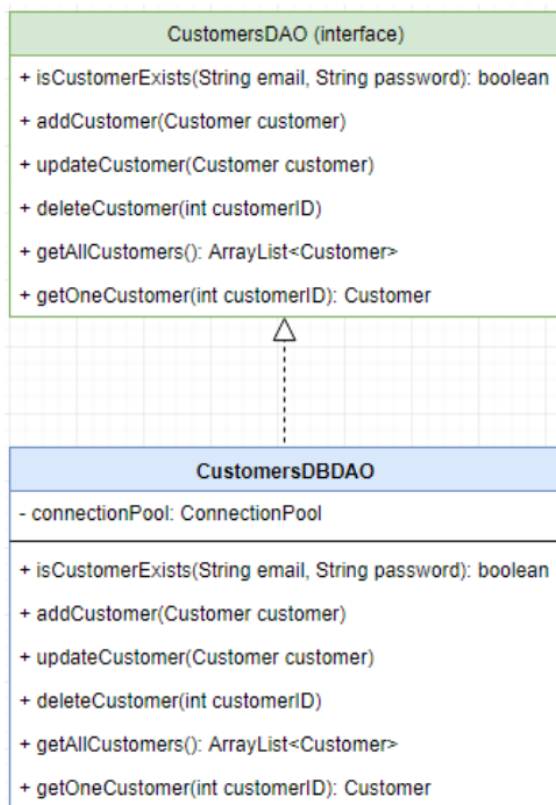 CustomersDAO (interface)
+ isCustomerExists(String email, String password): boolean
+ addCustomer(Customer customer)
+ updateCustomer(Customer customer)
+ deleteCustomer(int customerID)
+ getAllCustomers(): ArrayList<Customer>
+ getOneCustomer(int customerID): Customer
CustomersDBDAO
- connectionPool: ConnectionPool
+ isCustomerExists(String email, String password): boolean
+ addCustomer(Customer customer)
+ updateCustomer(Customer customer)
+ deleteCustomer(int customerID)
+ getAllCustomers(): ArrayList<Customer>
+ getOneCustomer(int customerID): Customer